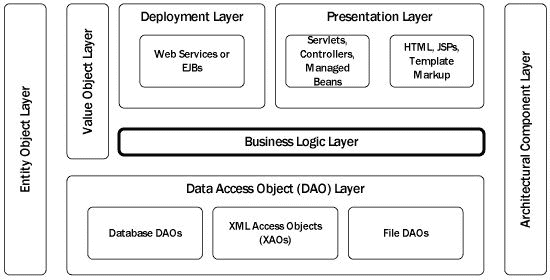 Entity Object Layer
Value Object Layer
Deployment Layer
Web Services or
EJBs
Presentation Layer
Servlets,
Controllers,
Managed
Beans
HTML, JSPs,
Template
Markup
Business Logic Layer
Data Access Object (DAO) Layer
Database DAOs
XML Access Objects
(XAOs)
File DAOs
Architectural Component Layer